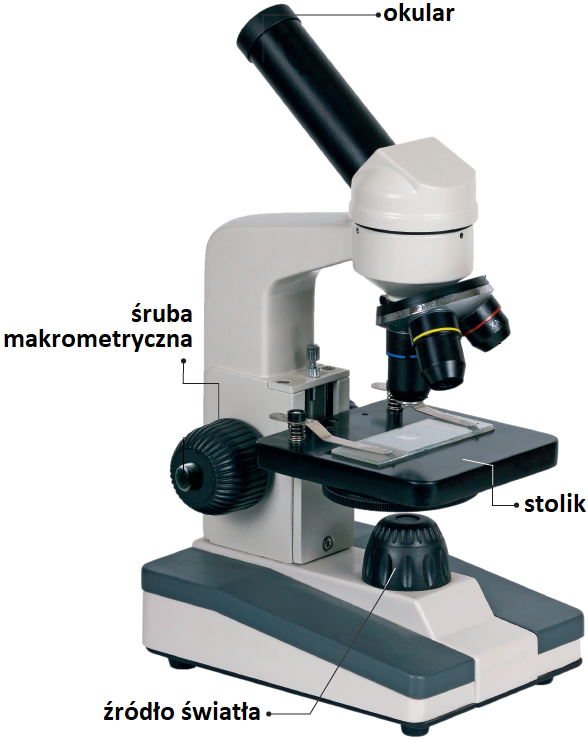 okular
śruba
makrometryczna
stolik
źródło światła